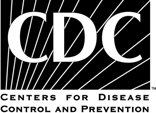 CDC
CENTERS FOR DISEASE
CONTROL AND PREVENTION